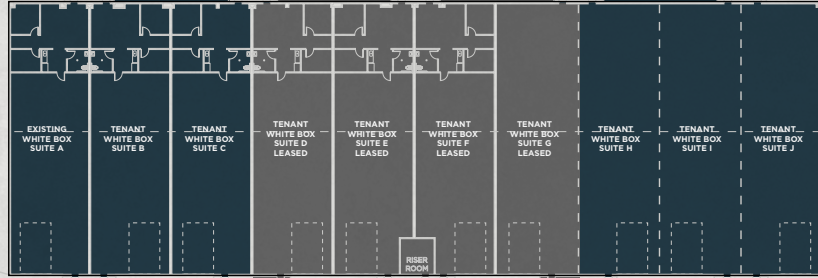 EXISTING
WHITE BOX
SUITE A
TENANT
WHITE BOX
SUITE B
TENANT
WHITE BOX
SUITE C
TENANT
WHITE BOX
SUITE D
LEASED
TENANT
WHITE BOX
SUITE E
LEASED
TENANT
WHITE BOX
SUITE F
LEASED
TENANT
WHITE BOX
SUITE G
LEASED
TENANT
WHITE BOX
SUITE H
TENANT
WHITE BOX
SUITE I
TENANT
WHITE BOX
SUITE J
RISER
ROOM